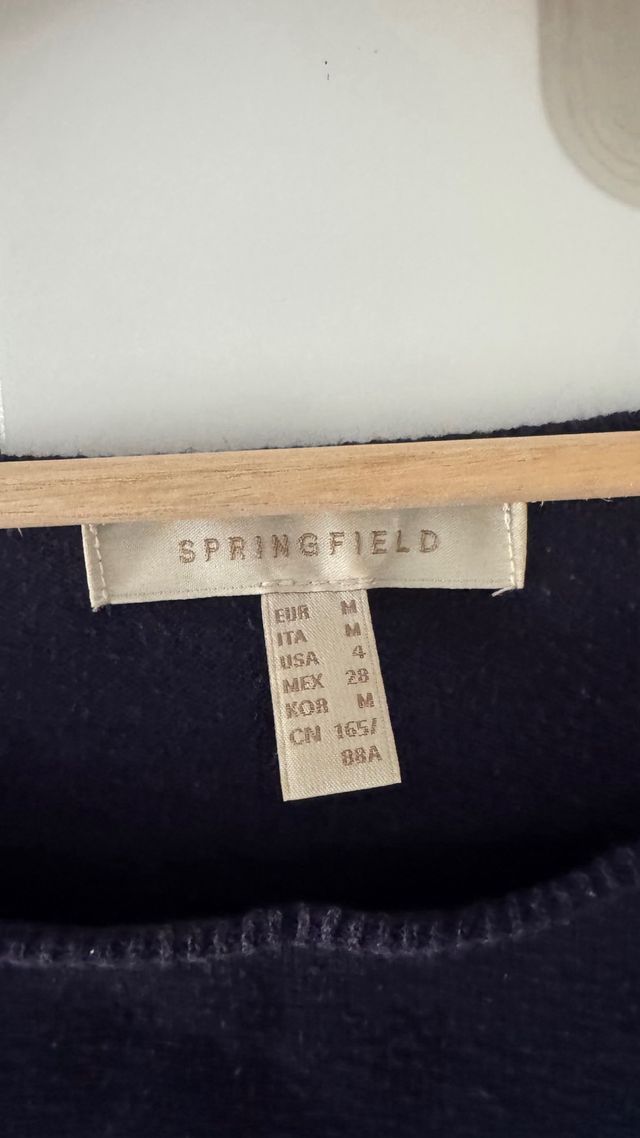 SPRINGFIELD
EUR M
ITA M
USA 4
MEX 28
KOR M
CN 165/
88A